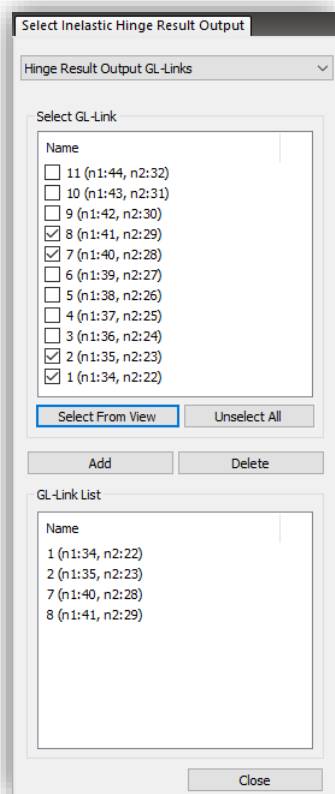 Select Inelastic Hinge Result Output
Hinge Result Output GL-Links
Select GL-Link
Name
11 (n1:44, n2:32)
10 (n1:43, n2:31)
9 (n1:42, n2:30)
8 (n1:41, n2:29)
7 (n1:40, n2:28)
6 (n1:39, n2:27)
5 (n1:38, n2:26)
4 (n1:37, n2:25)
3 (n1:36, n2:24)
2 (n1:35, n2:23)
1 (n1:34, n2:22)
Select From View Unselect All
Add Delete
GL-Link List
Name
1 (n1:34, n2:22)
2 (n1:35, n2:23)
7 (n1:40, n2:28)
8 (n1:41, n2:29)
Close